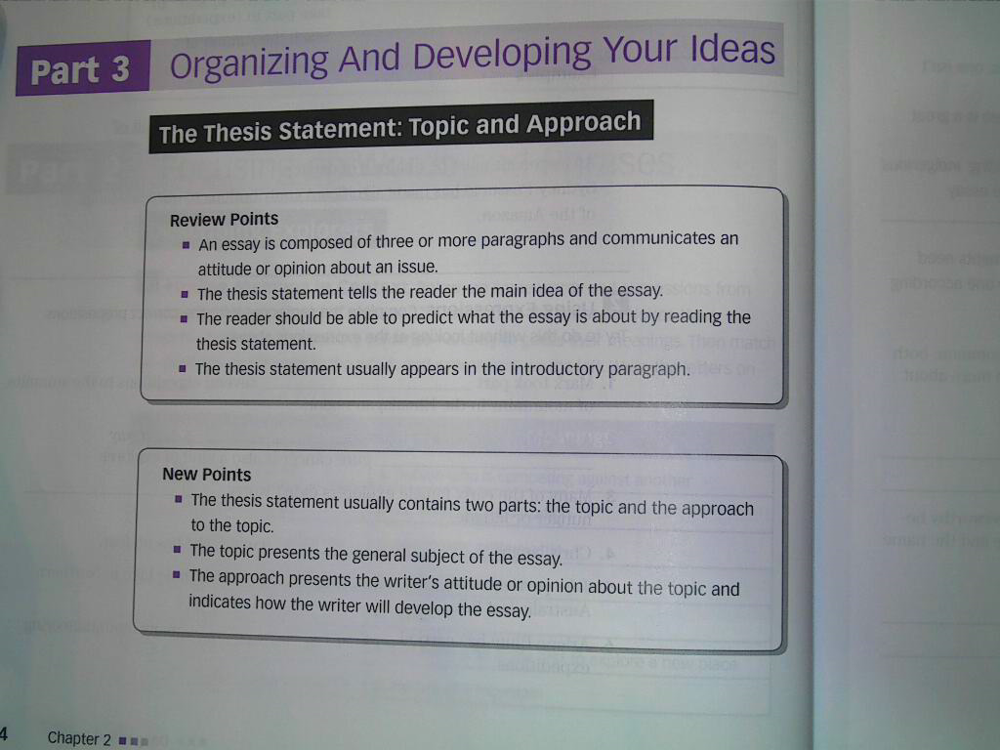 Part 3 Organizing And Developing Your Ideas
The Thesis Statement: Topic and Approach
Review Points
An essay is composed of three or more paragraphs and communicates an
attitude or opinion about an issue.
The thesis statement tells the reader the main idea of the essay.
The reader should be able to predict what the essay is about by reading the
thesis statement.
The thesis statement usually appears in the introductory paragraph.
New Points
The thesis statement usually contains two parts: the topic and the approach
to the topic.
The topic presents the general subject of the essay.
The approach presents the writer's attitude or opinion about the topic and
indicates how the writer will develop the essay.
4 Chapter 2